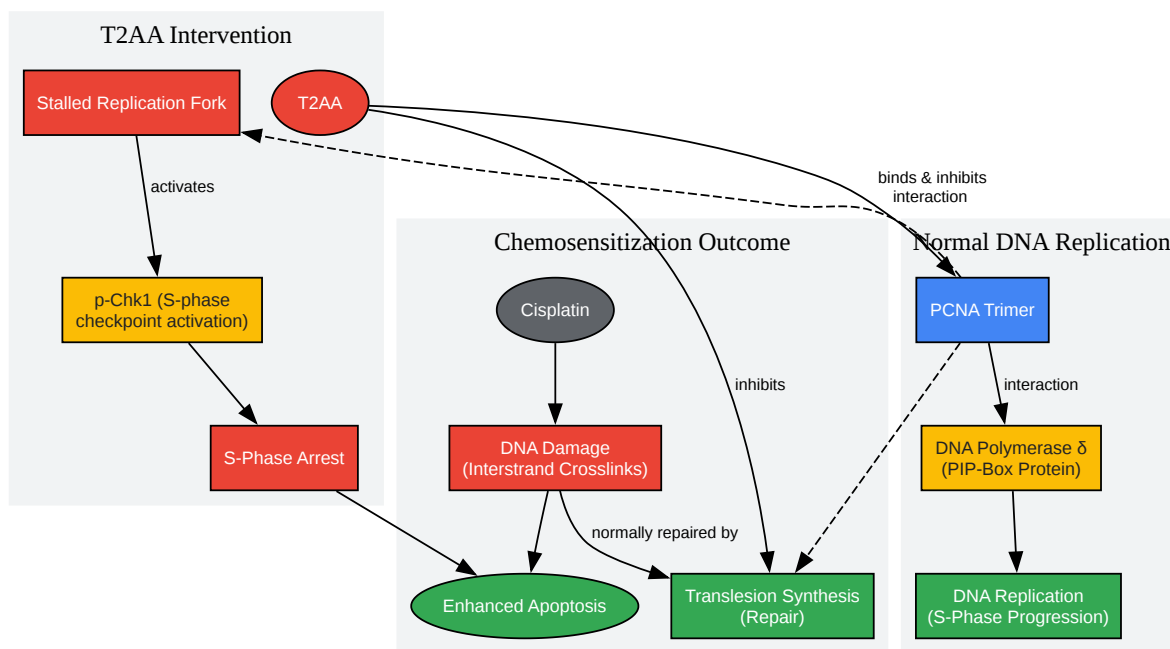 T2AA Intervention
Stalled Replication Fork
T2AA
activates
binds & inhibits
interaction
Chemosensitization Outcome
Normal DNA Replication
p-Chk1 (S-phase
checkpoint activation)
Cisplatin
PCNA Trimer
inhibits
interaction
S-Phase Arrest
DNA Damage
(Interstrand Crosslinks)
DNA Polymerase δ
(PIP-Box Protein)
normally repaired by
Enhanced Apoptosis
Translesion Synthesis
(Repair)
DNA Replication
(S-Phase Progression)